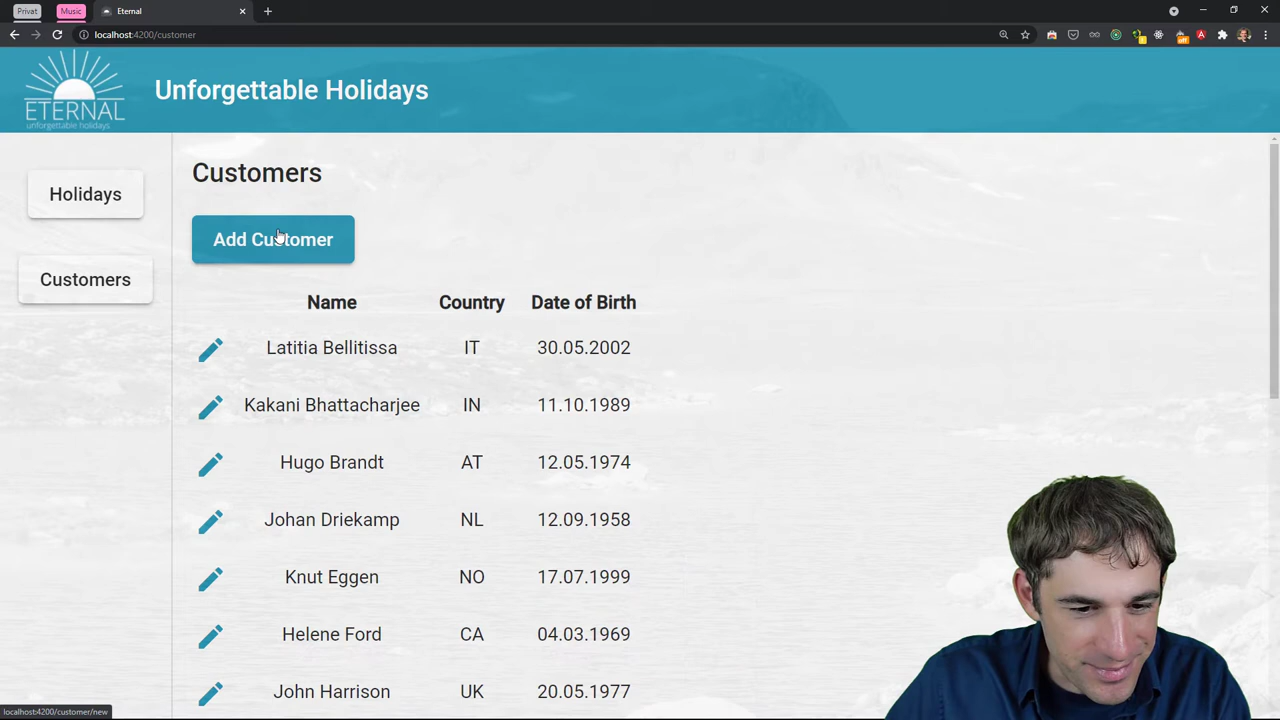 Privat
Music
Eternal
localhost:4200/customer
ETERNAL
unforgettable holidays
Unforgettable Holidays
Holidays
Customers
Customers
Add Customer
Name Country Date of Birth
Latitia Bellitissa IT 30.05.2002
Kakani Bhattacharjee IN 11.10.1989
Hugo Brandt AT 12.05.1974
Johan Driekamp NL 12.09.1958
Knut Eggen NO 17.07.1999
Helene Ford CA 04.03.1969
John Harrison UK 20.05.1977
localhost:4200/customer/new